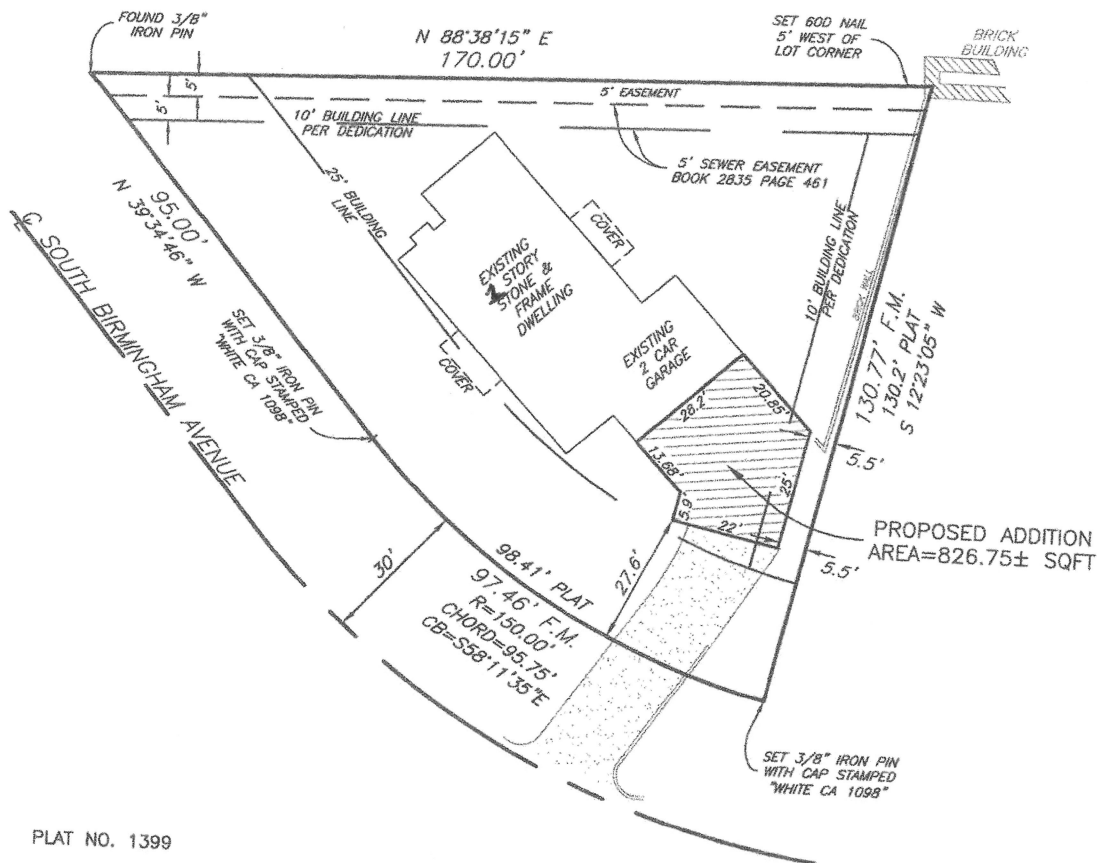 FOUND 3/8"
IRON PIN
N 88°38'15" E
170.00'
SET 60D NAIL
5' WEST OF
LOT CORNER
BRICK
BUILDING
5'
5'
5' EASEMENT
10' BUILDING LINE
PER DEDICATION
5' SEWER EASEMENT
BOOK 2835 PAGE 461
25' BUILDING
LINE
95.00'
N 39°34'46" W
℄ SOUTH BIRMINGHAM AVENUE
COVER
EXISTING
1 STORY
STONE &
FRAME
DWELLING
10' BUILDING LINE
PER DEDICATION
BRICK WALL
130.77' F.M.
130.2' PLAT
S 12°23'05" W
SET 3/8" IRON PIN
WITH CAP STAMPED
"WHITE CA 1098"
COVER
EXISTING
2 CAR
GARAGE
28.2'
20.85'
13.68'
5.9'
25'
22'
5.5'
PROPOSED ADDITION
AREA=826.75± SQFT
5.5'
27.6'
30'
98.41' PLAT
97.46' F.M.
R=150.00'
CHORD=95.75'
CB=S58°11'35"E
SET 3/8" IRON PIN
WITH CAP STAMPED
"WHITE CA 1098"
PLAT NO. 1399